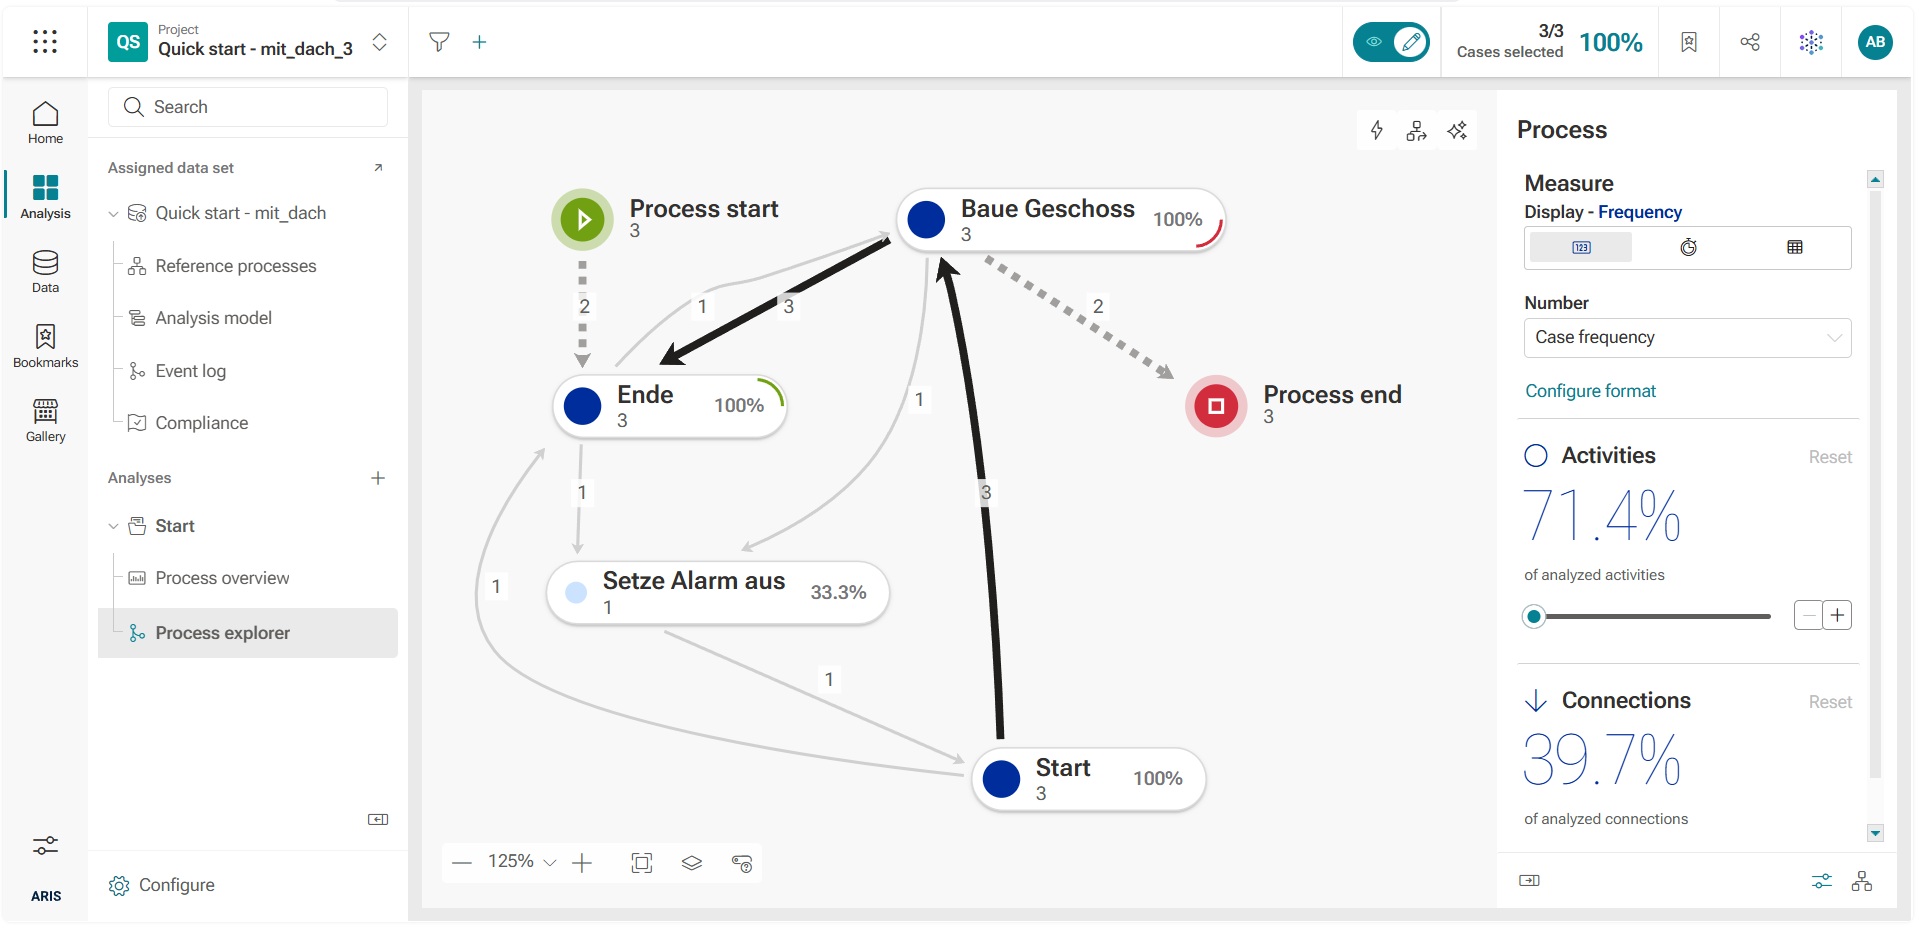 QS
Project
Quick start - mit_dach_3
3/3
Cases selected
100%
AB
Home
Analysis
Data
Bookmarks
Gallery
ARIS
Search
Assigned data set
Quick start - mit_dach
Reference processes
Analysis model
Event log
Compliance
Analyses
Start
Process overview
Process explorer
Configure
Process start
3
Baue Geschoss
3
100%
2
1
3
2
Ende
3
100%
Process end
3
1
1
3
1
Setze Alarm aus
1
33.3%
1
Start
3
100%
125%
Process
Measure
Display - Frequency
123
Number
Case frequency
Configure format
Activities
Reset
71.4%
of analyzed activities
Connections
Reset
39.7%
of analyzed connections